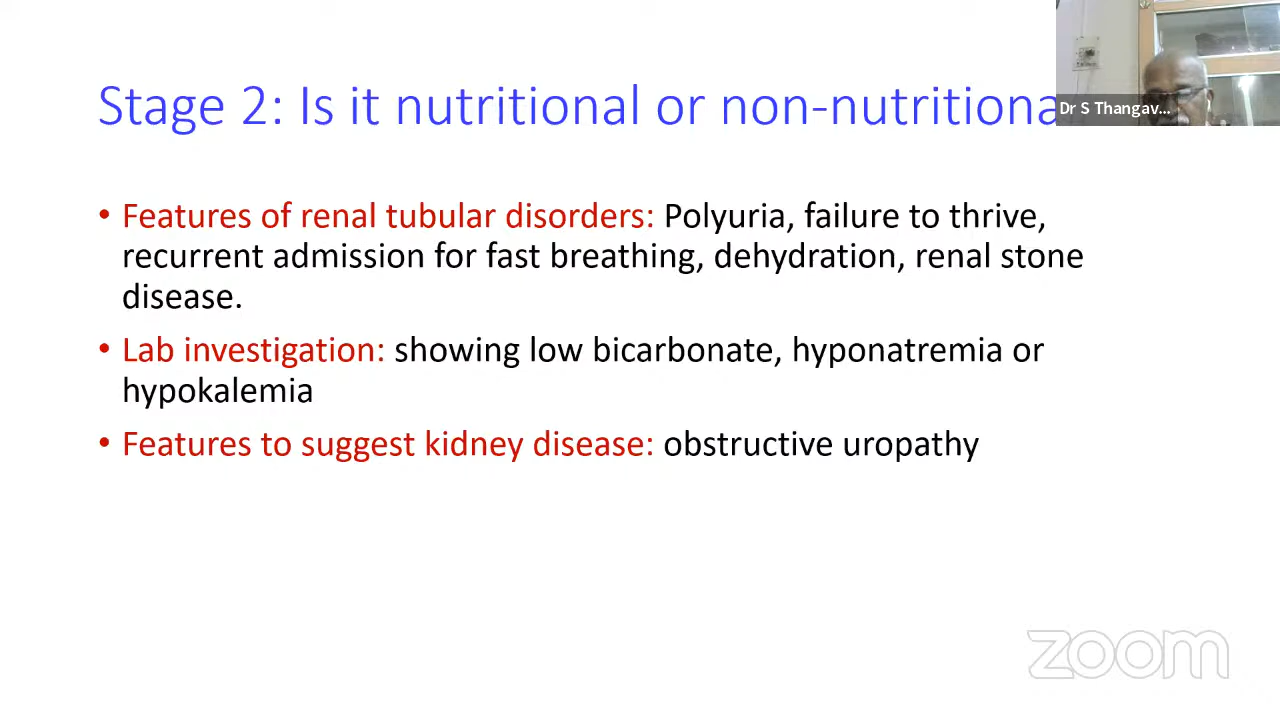 Stage 2: Is it nutritional or non-nutritiona
Dr S Thangav...
• Features of renal tubular disorders: Polyuria, failure to thrive,
recurrent admission for fast breathing, dehydration, renal stone
disease.
• Lab investigation: showing low bicarbonate, hyponatremia or
hypokalemia
• Features to suggest kidney disease: obstructive uropathy
zoom